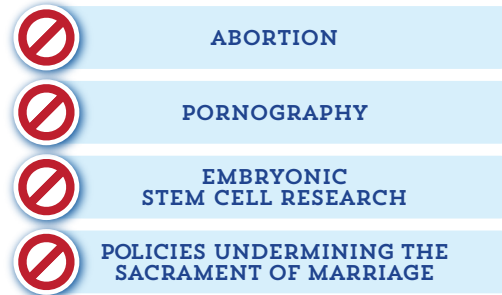 ABORTION
PORNOGRAPHY
EMBRYONIC
STEM CELL RESEARCH
POLICIES UNDERMINING THE
SACRAMENT OF MARRIAGE